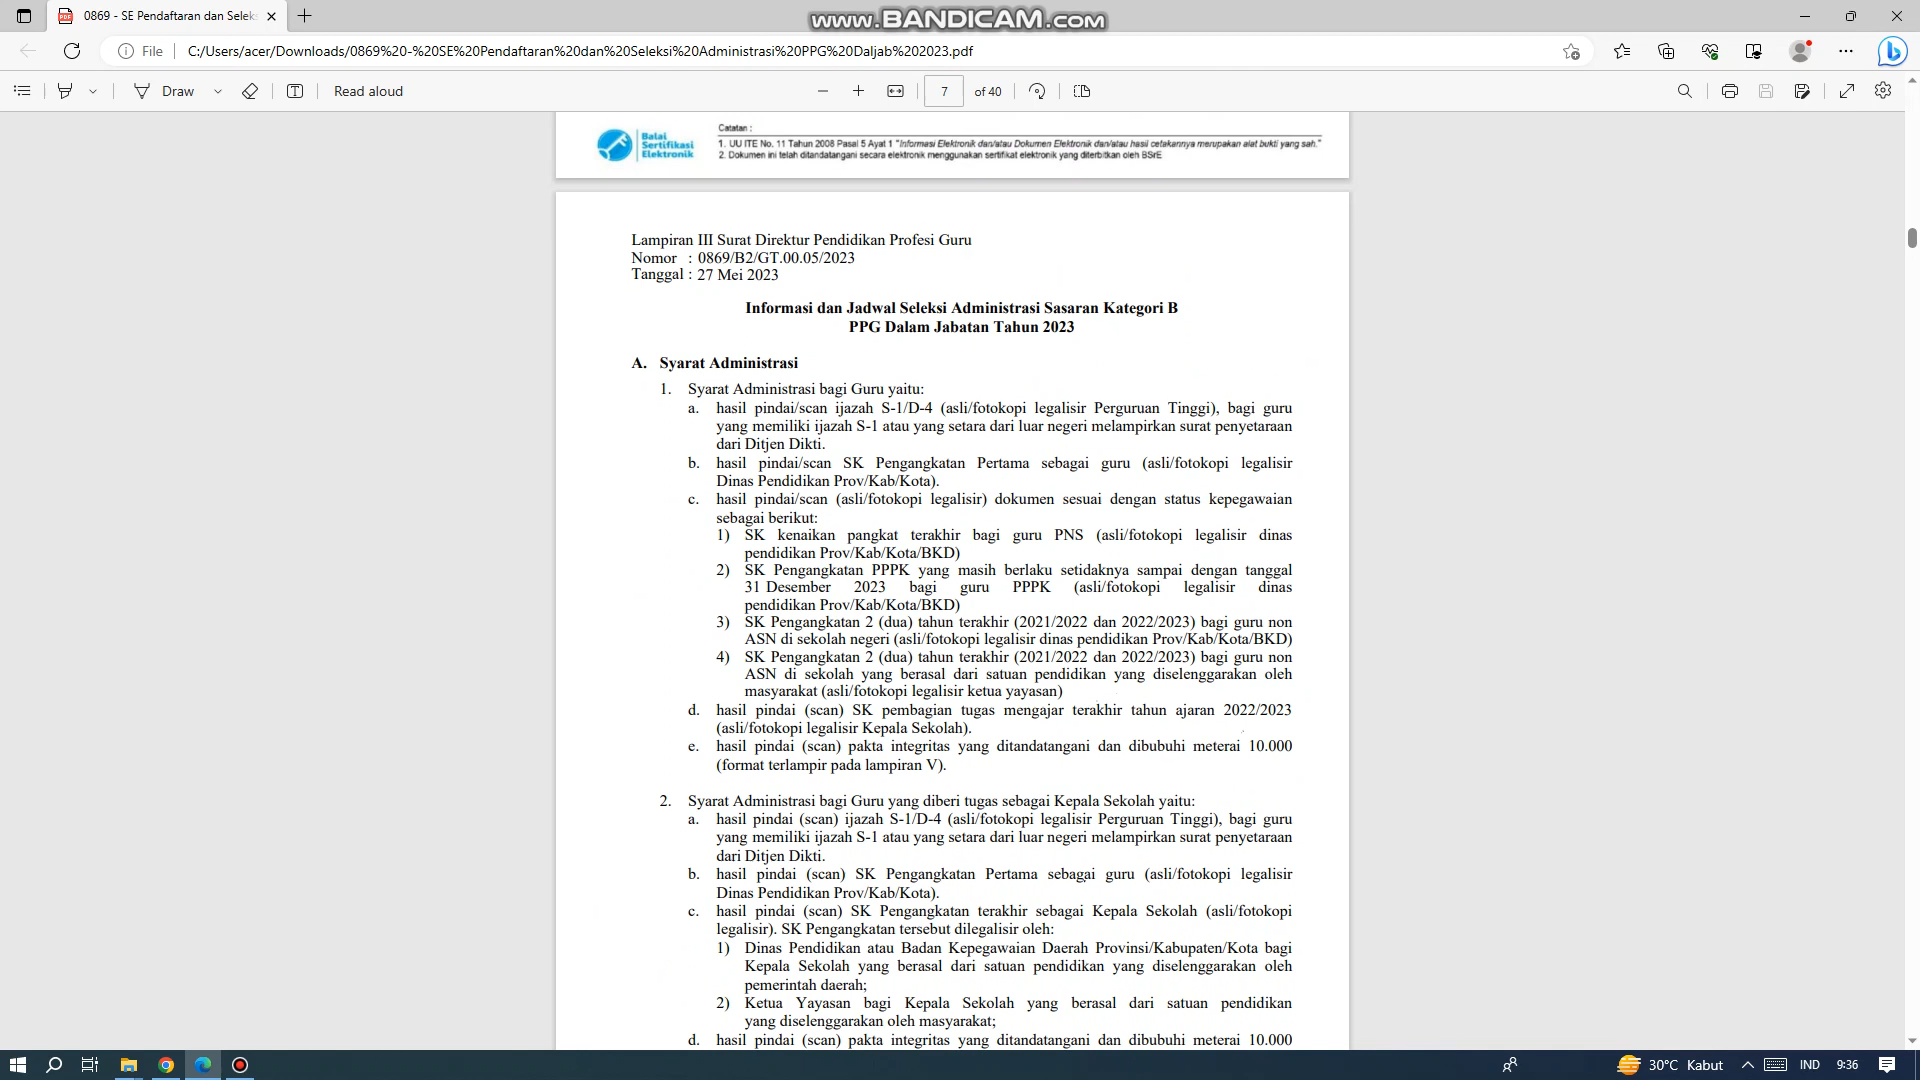 0869 - SE Pendaftaran dan Seleks
www.BANDICAM.com
File
C:/Users/acer/Downloads/0869%20-%20SE%20Pendaftaran%20dan%20Seleksi%20Administrasi%20PPG%20Daljab%202023.pdf
Draw
Read aloud
7
of 40
Balai
Sertifikasi
Elektronik
Catatan :
1. UU ITE No. 11 Tahun 2008 Pasal 5 Ayat 1 "Informasi Elektronik dan/atau Dokumen Elektronik dan/atau hasil cetakannya merupakan alat bukti yang sah."
2. Dokumen ini telah ditandatangani secara elektronik menggunakan sertifikat elektronik yang diterbitkan oleh BSrE
Lampiran III Surat Direktur Pendidikan Profesi Guru
Nomor : 0869/B2/GT.00.05/2023
Tanggal : 27 Mei 2023
Informasi dan Jadwal Seleksi Administrasi Sasaran Kategori B
PPG Dalam Jabatan Tahun 2023
A. Syarat Administrasi
1. Syarat Administrasi bagi Guru yaitu:
a. hasil pindai/scan ijazah S-1/D-4 (asli/fotokopi legalisir Perguruan Tinggi), bagi guru
yang memiliki ijazah S-1 atau yang setara dari luar negeri melampirkan surat penyetaraan
dari Ditjen Dikti.
b. hasil pindai/scan SK Pengangkatan Pertama sebagai guru (asli/fotokopi legalisir
Dinas Pendidikan Prov/Kab/Kota).
c. hasil pindai/scan (asli/fotokopi legalisir) dokumen sesuai dengan status kepegawaian
sebagai berikut:
1) SK kenaikan pangkat terakhir bagi guru PNS (asli/fotokopi legalisir dinas
pendidikan Prov/Kab/Kota/BKD)
2) SK Pengangkatan PPPK yang masih berlaku setidaknya sampai dengan tanggal
31 Desember 2023 bagi guru PPPK (asli/fotokopi legalisir dinas
pendidikan Prov/Kab/Kota/BKD)
3) SK Pengangkatan 2 (dua) tahun terakhir (2021/2022 dan 2022/2023) bagi guru non
ASN di sekolah negeri (asli/fotokopi legalisir dinas pendidikan Prov/Kab/Kota/BKD)
4) SK Pengangkatan 2 (dua) tahun terakhir (2021/2022 dan 2022/2023) bagi guru non
ASN di sekolah yang berasal dari satuan pendidikan yang diselenggarakan oleh
masyarakat (asli/fotokopi legalisir ketua yayasan)
d. hasil pindai (scan) SK pembagian tugas mengajar terakhir tahun ajaran 2022/2023
(asli/fotokopi legalisir Kepala Sekolah).
e. hasil pindai (scan) pakta integritas yang ditandatangani dan dibubuhi meterai 10.000
(format terlampir pada lampiran V).
2. Syarat Administrasi bagi Guru yang diberi tugas sebagai Kepala Sekolah yaitu:
a. hasil pindai (scan) ijazah S-1/D-4 (asli/fotokopi legalisir Perguruan Tinggi), bagi guru
yang memiliki ijazah S-1 atau yang setara dari luar negeri melampirkan surat penyetaraan
dari Ditjen Dikti.
b. hasil pindai (scan) SK Pengangkatan Pertama sebagai guru (asli/fotokopi legalisir
Dinas Pendidikan Prov/Kab/Kota).
c. hasil pindai (scan) SK Pengangkatan terakhir sebagai Kepala Sekolah (asli/fotokopi
legalisir). SK Pengangkatan tersebut dilegalisir oleh:
1) Dinas Pendidikan atau Badan Kepegawaian Daerah Provinsi/Kabupaten/Kota bagi
Kepala Sekolah yang berasal dari satuan pendidikan yang diselenggarakan oleh
pemerintah daerah;
2) Ketua Yayasan bagi Kepala Sekolah yang berasal dari satuan pendidikan
yang diselenggarakan oleh masyarakat;
d. hasil pindai (scan) pakta integritas yang ditandatangani dan dibubuhi meterai 10.000
30°C Kabut
IND
9:36